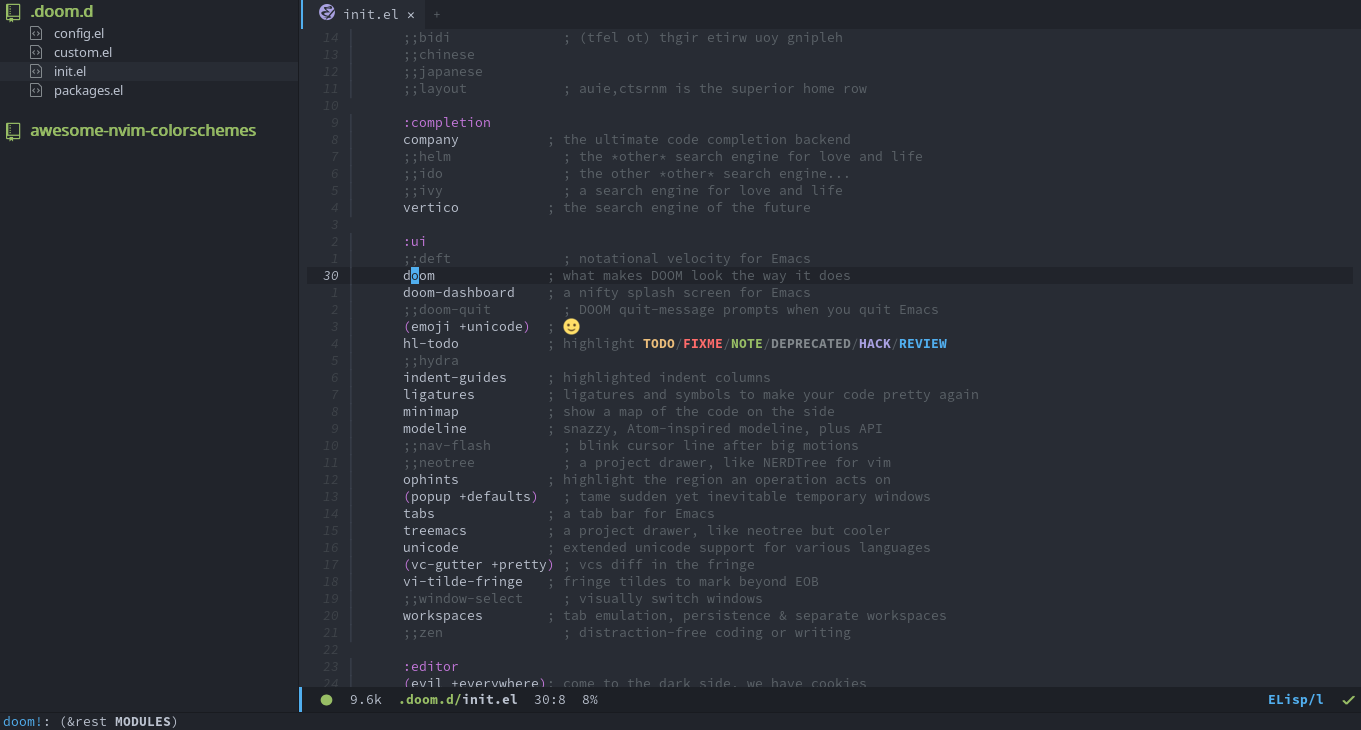 .doom.d
config.el
custom.el
init.el
packages.el
awesome-nvim-colorschemes
init.el × +
14 ;;bidi ; (tfel ot) thgir etirw uoy gnipleh
13 ;;chinese
12 ;;japanese
11 ;;layout ; auie,ctsrnm is the superior home row
10
9 :completion
8 company ; the ultimate code completion backend
7 ;;helm ; the *other* search engine for love and life
6 ;;ido ; the other *other* search engine...
5 ;;ivy ; a search engine for love and life
4 vertico ; the search engine of the future
3
2 :ui
1 ;;deft ; notational velocity for Emacs
30 doom ; what makes DOOM look the way it does
1 doom-dashboard ; a nifty splash screen for Emacs
2 ;;doom-quit ; DOOM quit-message prompts when you quit Emacs
3 (emoji +unicode) ; 🙂
4 hl-todo ; highlight TODO/FIXME/NOTE/DEPRECATED/HACK/REVIEW
5 ;;hydra
6 indent-guides ; highlighted indent columns
7 ligatures ; ligatures and symbols to make your code pretty again
8 minimap ; show a map of the code on the side
9 modeline ; snazzy, Atom-inspired modeline, plus API
10 ;;nav-flash ; blink cursor line after big motions
11 ;;neotree ; a project drawer, like NERDTree for vim
12 ophints ; highlight the region an operation acts on
13 (popup +defaults) ; tame sudden yet inevitable temporary windows
14 tabs ; a tab bar for Emacs
15 treemacs ; a project drawer, like neotree but cooler
16 unicode ; extended unicode support for various languages
17 (vc-gutter +pretty) ; vcs diff in the fringe
18 vi-tilde-fringe ; fringe tildes to mark beyond EOB
19 ;;window-select ; visually switch windows
20 workspaces ; tab emulation, persistence & separate workspaces
21 ;;zen ; distraction-free coding or writing
22
23 :editor
24 (evil +everywhere); come to the dark side, we have cookies
9.6k .doom.d/init.el 30:8 8% ELisp/l
doom!: (&rest MODULES)